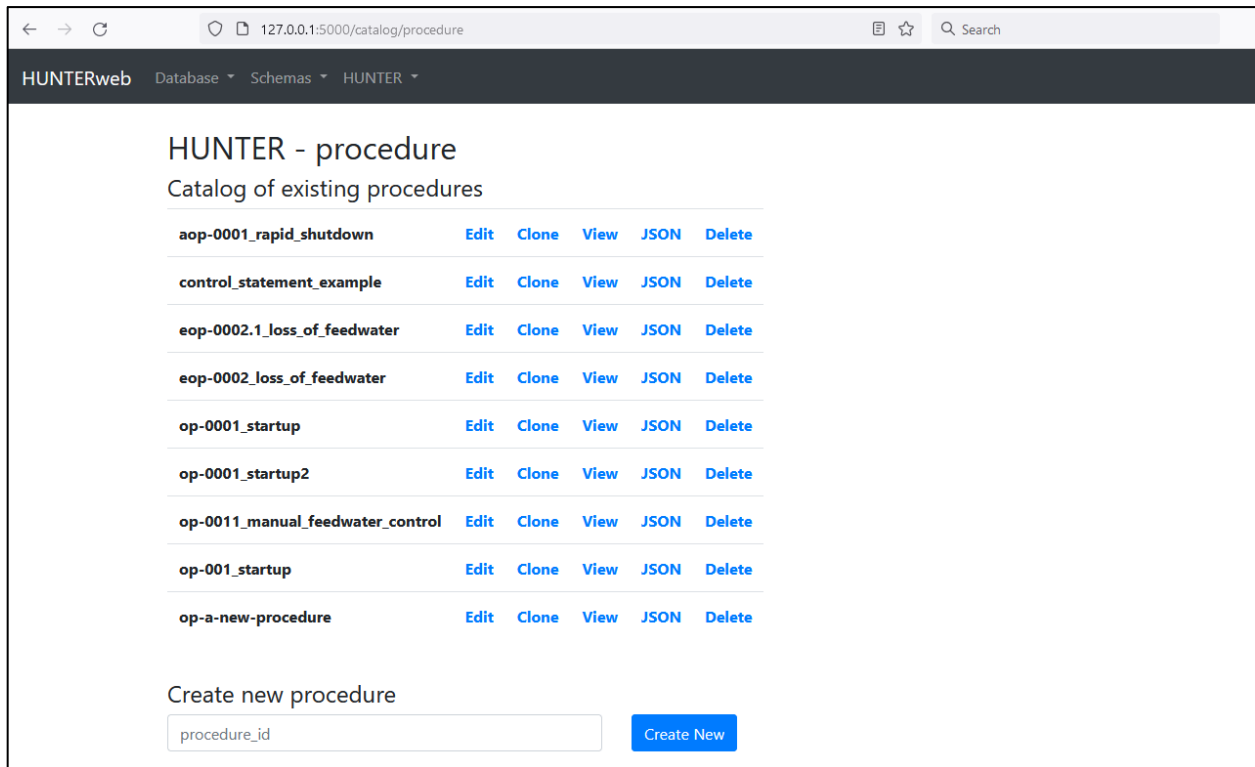 127.0.0.1:5000/catalog/procedure Search
HUNTERweb Database Schemas HUNTER
HUNTER - procedure
Catalog of existing procedures
aop-0001_rapid_shutdown Edit Clone View JSON Delete
control_statement_example Edit Clone View JSON Delete
eop-0002.1_loss_of_feedwater Edit Clone View JSON Delete
eop-0002_loss_of_feedwater Edit Clone View JSON Delete
op-0001_startup Edit Clone View JSON Delete
op-0001_startup2 Edit Clone View JSON Delete
op-0011_manual_feedwater_control Edit Clone View JSON Delete
op-001_startup Edit Clone View JSON Delete
op-a-new-procedure Edit Clone View JSON Delete
Create new procedure
procedure_id Create New